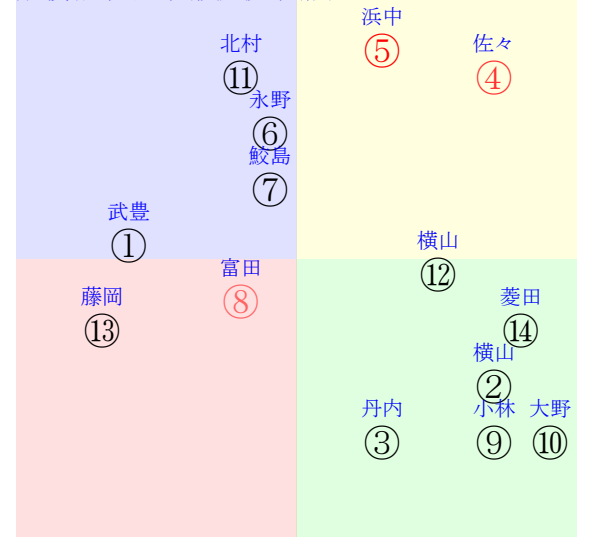 浜中
⑤
北村
⑪
佐々
④
永野
⑥
鮫島
⑦
武豊
①
横山
⑫
富田
⑧
藤岡
⑬
菱田
⑭
横山
②
丹内
③
小林
⑨
大野
⑩